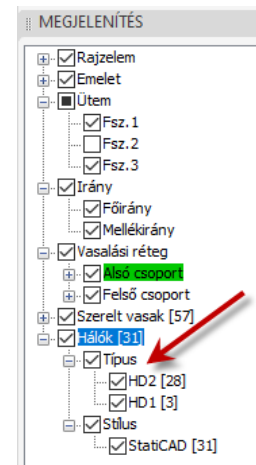 MEGJELENÍTÉS
Rajzelem
Emelet
Ütem
Fsz.1
Fsz.2
Fsz.3
Irány
Főirány
Mellékirány
Vasalási réteg
Alsó csoport
Felső csoport
Szerelt vasak [57]
Hálók [31]
Típus
HD2 [28]
HD1 [3]
Stílus
StatiCAD [31]